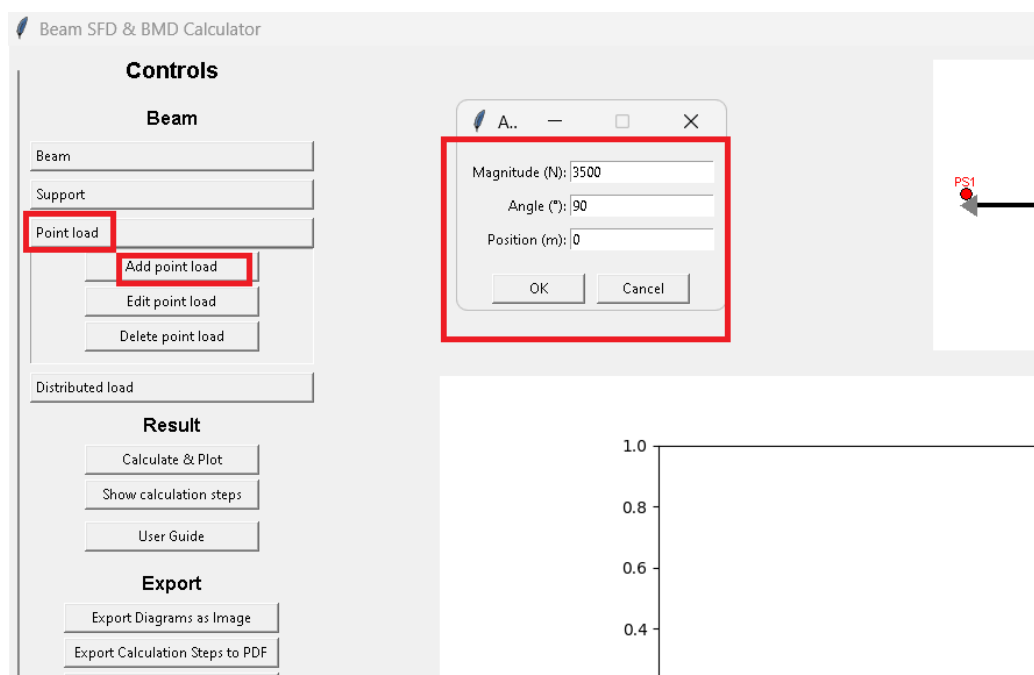 Beam SFD & BMD Calculator
Controls
Beam
Beam
Support
Point load
Add point load
Edit point load
Delete point load
Distributed load
Result
Calculate & Plot
Show calculation steps
User Guide
Export
Export Diagrams as Image
Export Calculation Steps to PDF
A..
Magnitude (N): 3500
Angle (°): 90
Position (m): 0
OK Cancel
PS1
1.0
0.8
0.6
0.4